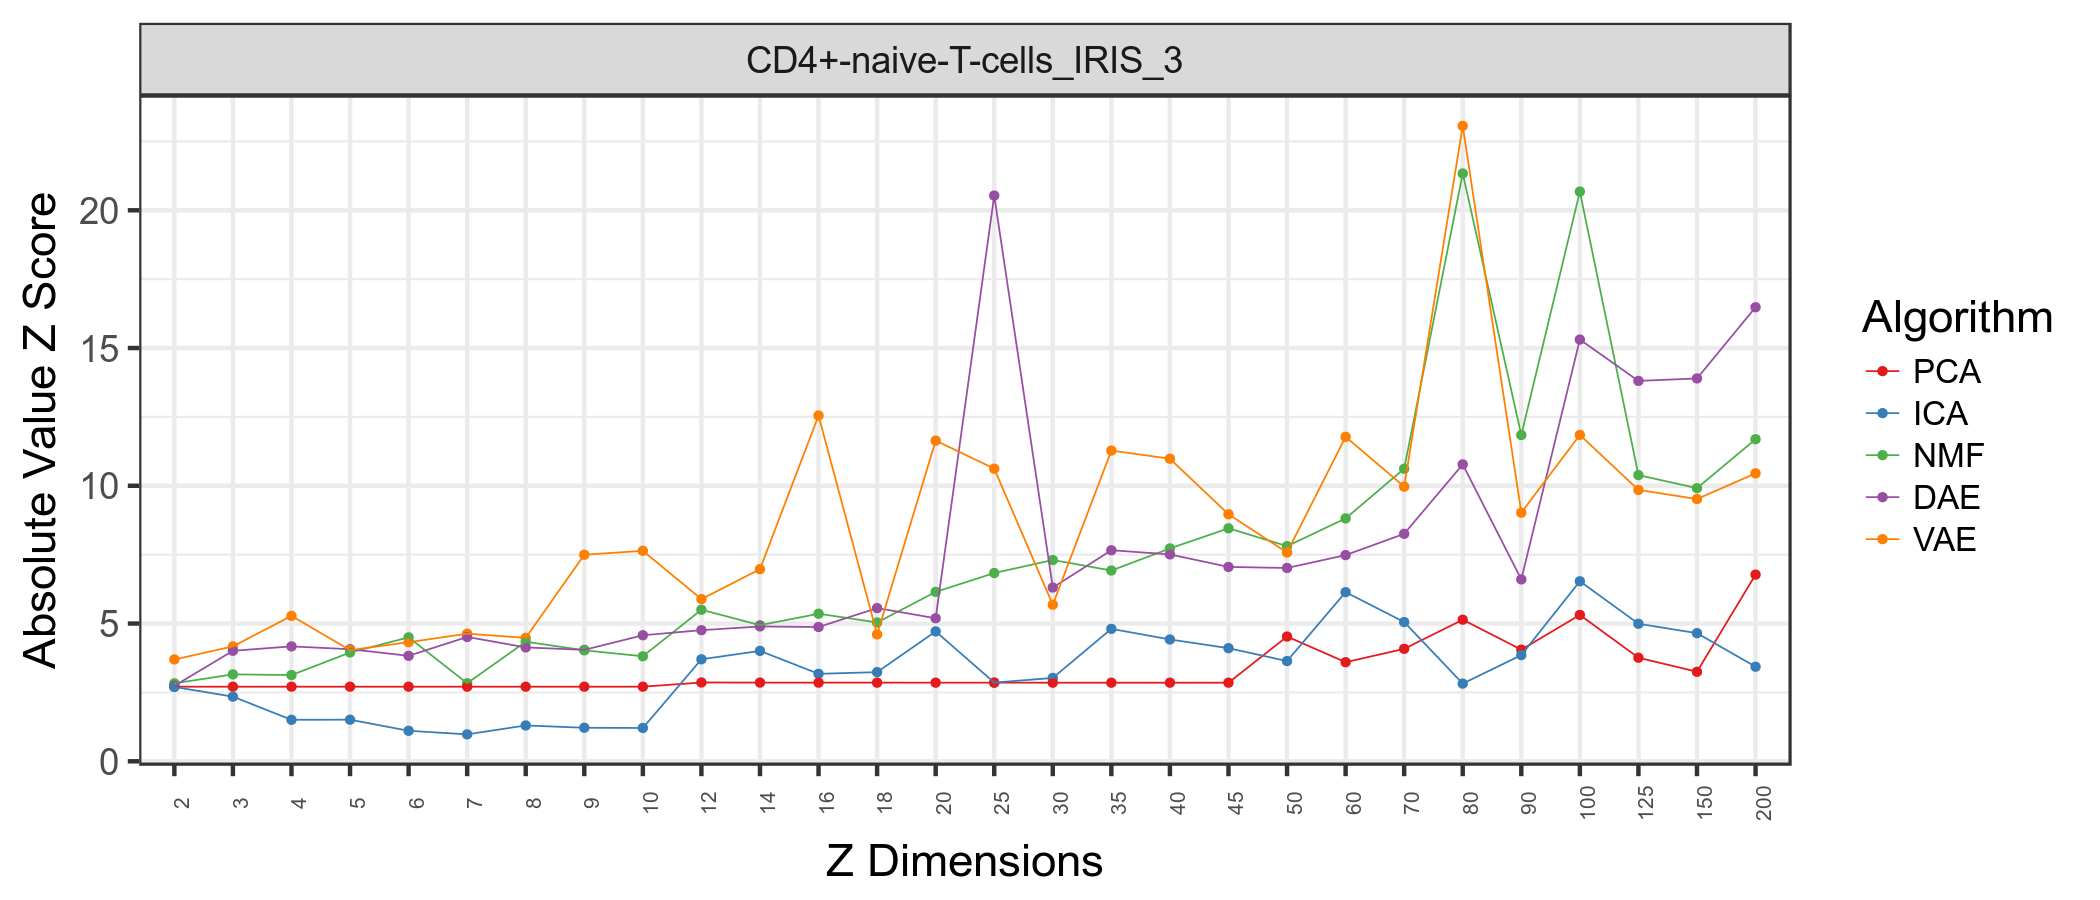 CD4+-naive-T-cells_IRIS_3
Absolute Value Z Score
20
15
10
5
0
2 3 4 5 6 7 8 9 10 12 14 16 18 20 25 30 35 40 45 50 60 70 80 90 100 125 150 200
Z Dimensions
Algorithm
PCA
ICA
NMF
DAE
VAE